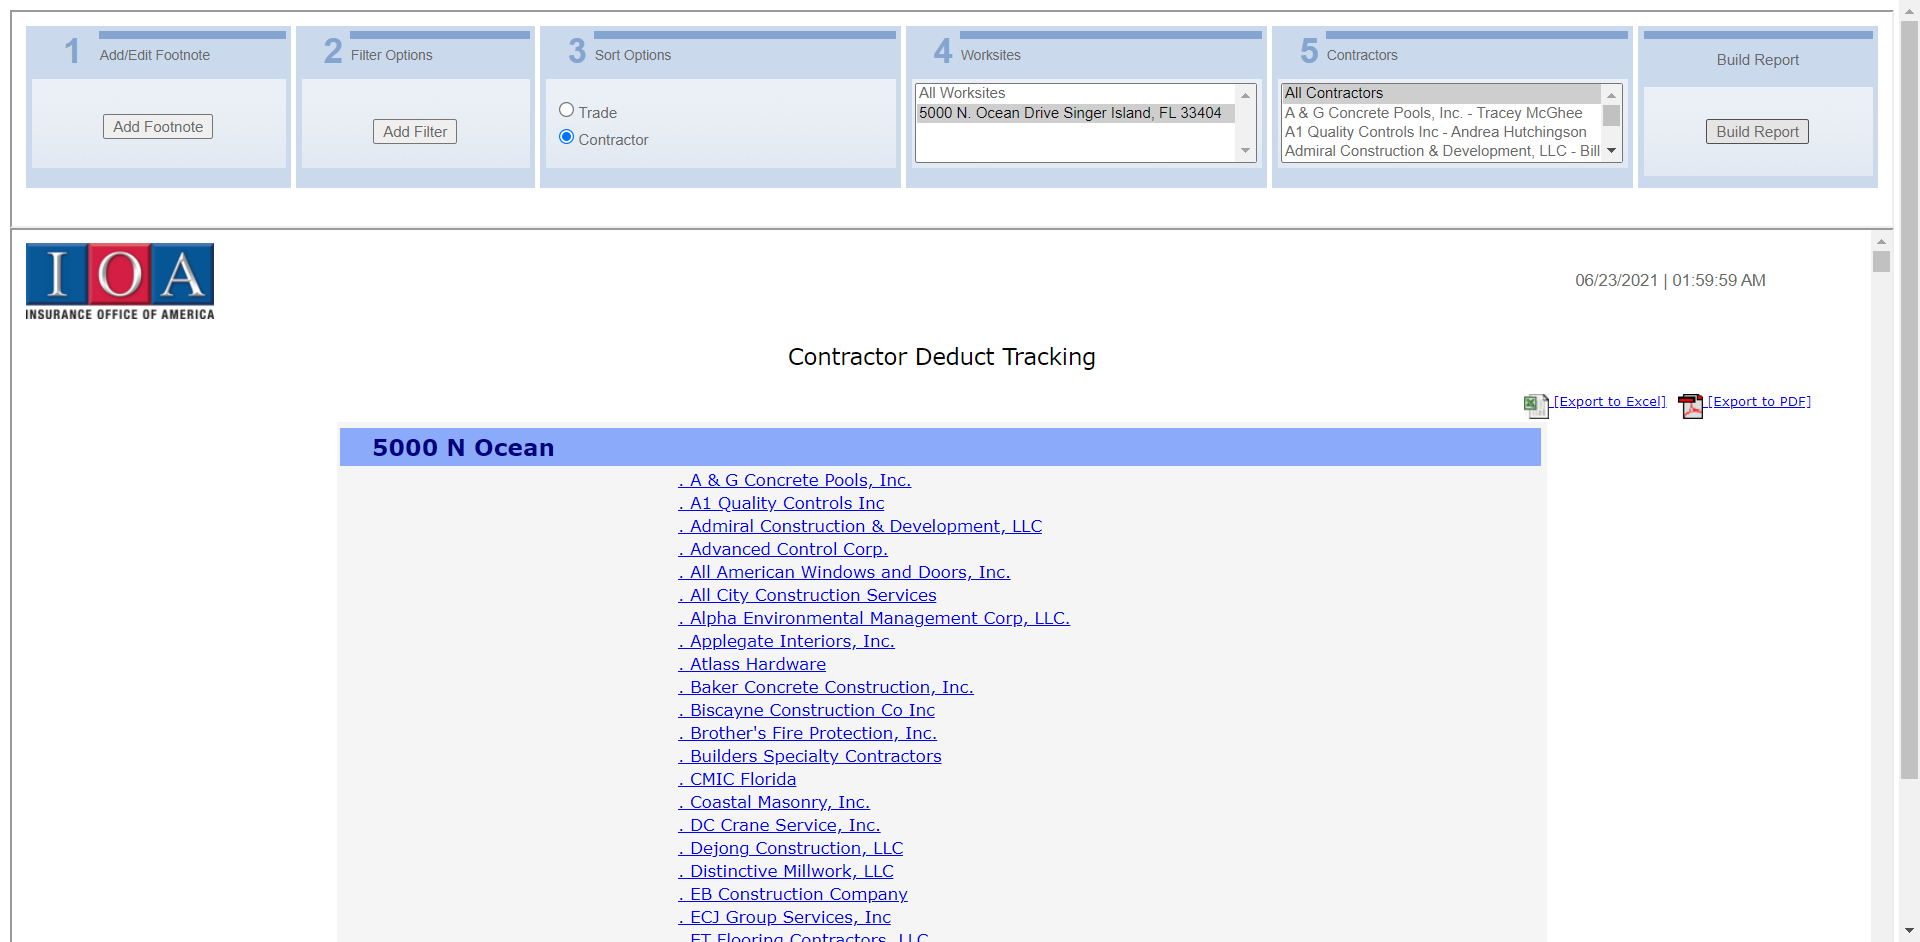 1 Add/Edit Footnote
Add Footnote
2 Filter Options
Add Filter
3 Sort Options
Trade
Contractor
4 Worksites
All Worksites
5000 N. Ocean Drive Singer Island, FL 33404
5 Contractors
All Contractors
A & G Concrete Pools, Inc. - Tracey McGhee
A1 Quality Controls Inc - Andrea Hutchingson
Admiral Construction & Development, LLC - Bill
Build Report
Build Report
IOA
INSURANCE OFFICE OF AMERICA
06/23/2021 | 01:59:59 AM
Contractor Deduct Tracking
[Export to Excel] [Export to PDF]
5000 N Ocean
. A & G Concrete Pools, Inc.
. A1 Quality Controls Inc
. Admiral Construction & Development, LLC
. Advanced Control Corp.
. All American Windows and Doors, Inc.
. All City Construction Services
. Alpha Environmental Management Corp, LLC.
. Applegate Interiors, Inc.
. Atlass Hardware
. Baker Concrete Construction, Inc.
. Biscayne Construction Co Inc
. Brother's Fire Protection, Inc.
. Builders Specialty Contractors
. CMIC Florida
. Coastal Masonry, Inc.
. DC Crane Service, Inc.
. Dejong Construction, LLC
. Distinctive Millwork, LLC
. EB Construction Company
. ECJ Group Services, Inc
. ET Flooring Contractors, LLC